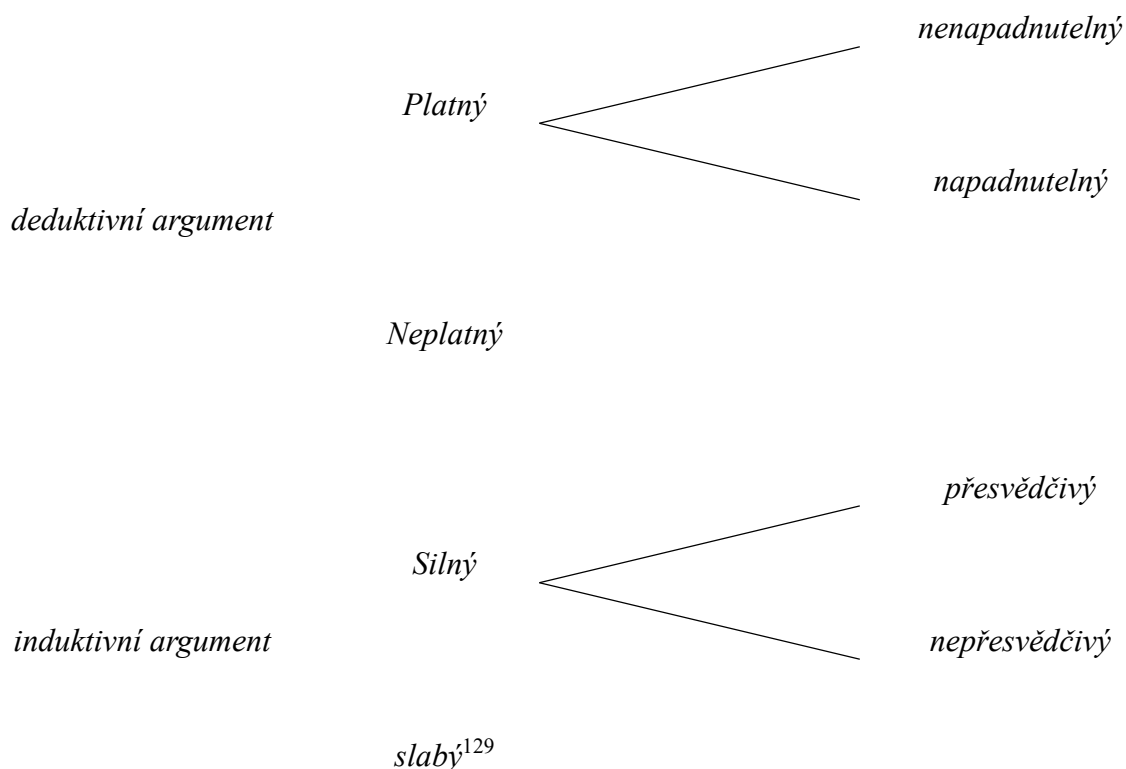 nenapadnutelný
Platný
napadnutelný
deduktivní argument
Neplatný
přesvědčivý
Silný
induktivní argument
nepřesvědčivý
slabý129